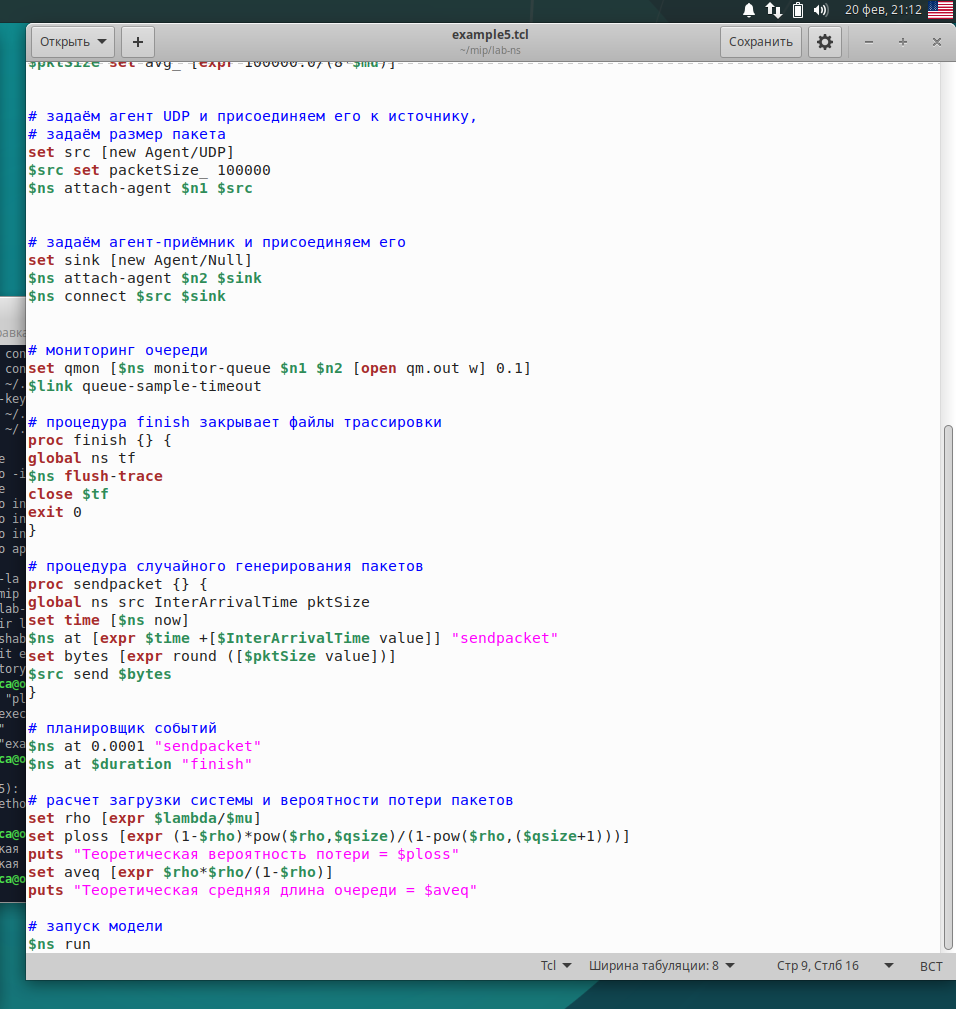 20 фев, 21:12
Открыть
+
example5.tcl
~/mip/lab-ns
Сохранить
$pktSize set avg_ [expr 100000.0/(8*$mu)]
# задаём агент UDP и присоединяем его к источнику,
# задаём размер пакета
set src [new Agent/UDP]
$src set packetSize_ 100000
$ns attach-agent $n1 $src
# задаём агент-приёмник и присоединяем его
set sink [new Agent/Null]
$ns attach-agent $n2 $sink
$ns connect $src $sink
# мониторинг очереди
set qmon [$ns monitor-queue $n1 $n2 [open qm.out w] 0.1]
$link queue-sample-timeout
# процедура finish закрывает файлы трассировки
proc finish {} {
global ns tf
$ns flush-trace
close $tf
exit 0
}
# процедура случайного генерирования пакетов
proc sendpacket {} {
global ns src InterArrivalTime pktSize
set time [$ns now]
$ns at [expr $time +[$InterArrivalTime value]] "sendpacket"
set bytes [expr round ([$pktSize value])]
$src send $bytes
}
# планировщик событий
$ns at 0.0001 "sendpacket"
$ns at $duration "finish"
# расчет загрузки системы и вероятности потери пакетов
set rho [expr $lambda/$mu]
set ploss [expr (1-$rho)*pow($rho,$qsize)/(1-pow($rho,($qsize+1)))]
puts "Теоретическая вероятность потери = $ploss"
set aveq [expr $rho*$rho/(1-$rho)]
puts "Теоретическая средняя длина очереди = $aveq"
# запуск модели
$ns run
Tcl
Ширина табуляции: 8
Стр 9, Стлб 16
ВСТ